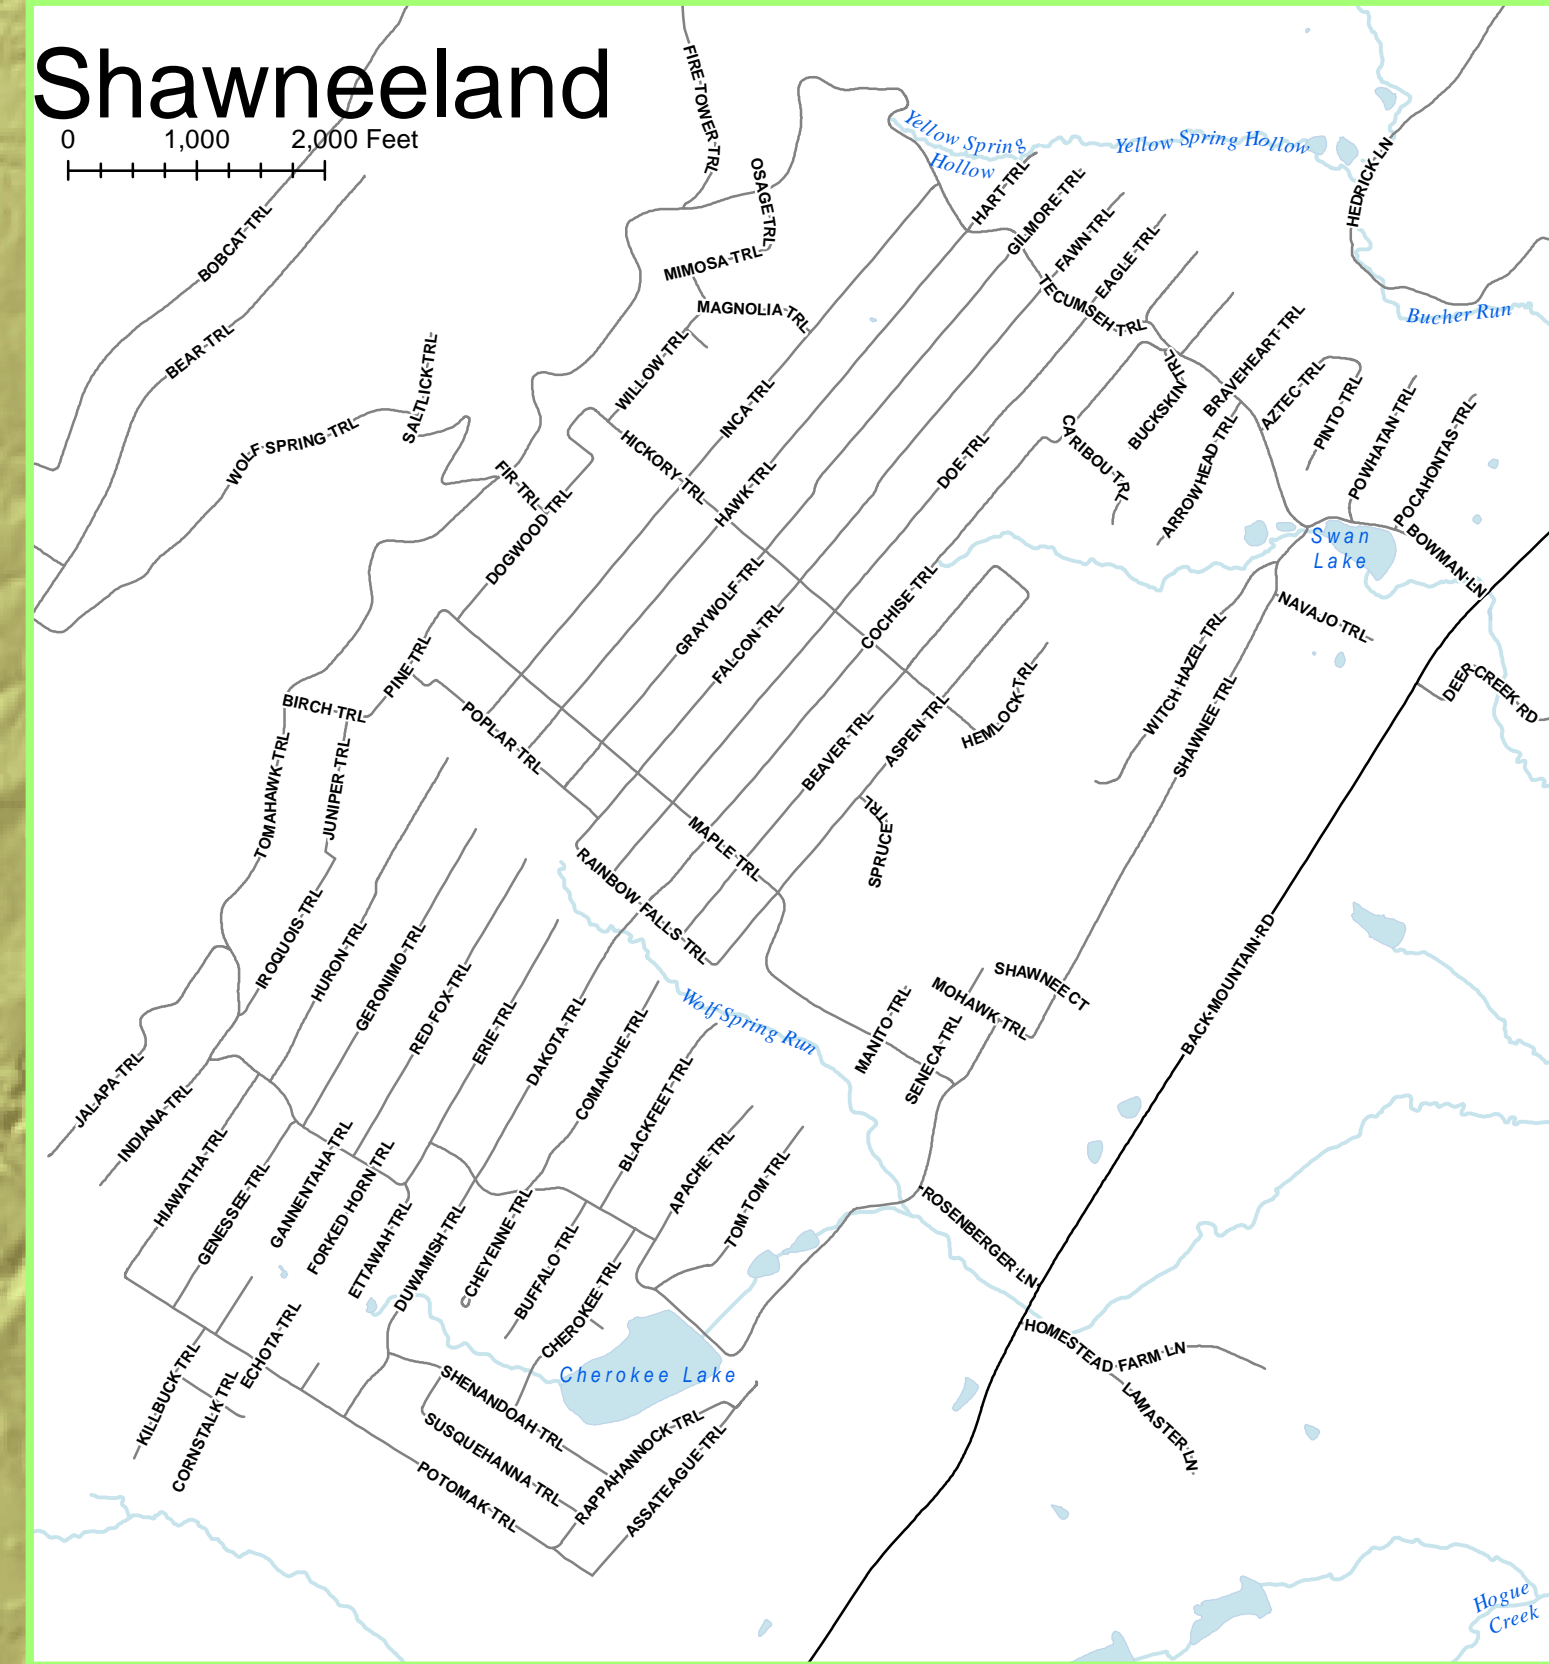 Shawneeland
0 1,000 2,000 Feet
FIRE TOWER TRL
OSAGE TRL
Yellow Spring
Hollow
Yellow Spring Hollow
HEDRICK LN
HART TRL
GILMORE TRL
FAWN TRL
EAGLE TRL
BOBCAT TRL
MIMOSA TRL
MAGNOLIA TRL
TECUMSEH TRL
Bucher Run
BEAR TRL
SALTLICK TRL
WILLOW TRL
INCA TRL
BUCKSKIN TRL
BRAVEHEART TRL
AZTEC TRL
PINTO TRL
POWHATAN TRL
POCAHONTAS TRL
WOLF SPRING TRL
HICKORY TRL
HAWK TRL
DOE TRL
CARIBOU TRL
ARROWHEAD TRL
FIR TRL
DOGWOOD TRL
Swan
Lake
BOWMAN LN
GRAYWOLF TRL
FALCON TRL
COCHISE TRL
NAVAJO TRL
WITCH HAZEL TRL
SHAWNEE TRL
DEER CREEK RD
PINE TRL
BIRCH TRL
POPLAR TRL
HEMLOCK TRL
ASPEN TRL
BEAVER TRL
TOMAHAWK TRL
JUNIPER TRL
MAPLE TRL
SPRUCE TRL
RAINBOW FALLS TRL
IROQUOIS TRL
HURON TRL
GERONIMO TRL
RED FOX TRL
ERIE TRL
DAKOTA TRL
COMANCHE TRL
Wolf Spring Run
MANITO TRL
SENECA TRL
MOHAWK TRL
SHAWNEE CT
BACK MOUNTAIN RD
JALAPA TRL
INDIANA TRL
HIAWATHA TRL
GENESSEE TRL
GANNENTAHA TRL
FORKED HORN TRL
ETTAWAH TRL
DUWAMISH TRL
CHEYENNE TRL
BLACKFEET TRL
BUFFALO TRL
CHEROKEE TRL
APACHE TRL
TOM TOM TRL
ROSENBERGER LN
HOMESTEAD FARM LN
LAMASTER LN
KILLBUCK TRL
CORNSTALK TRL
ECHOTA TRL
Cherokee Lake
SHENANDOAH TRL
SUSQUEHANNA TRL
POTOMAK TRL
RAPPAHANNOCK TRL
ASSATEAGUE TRL
Hogue
Creek